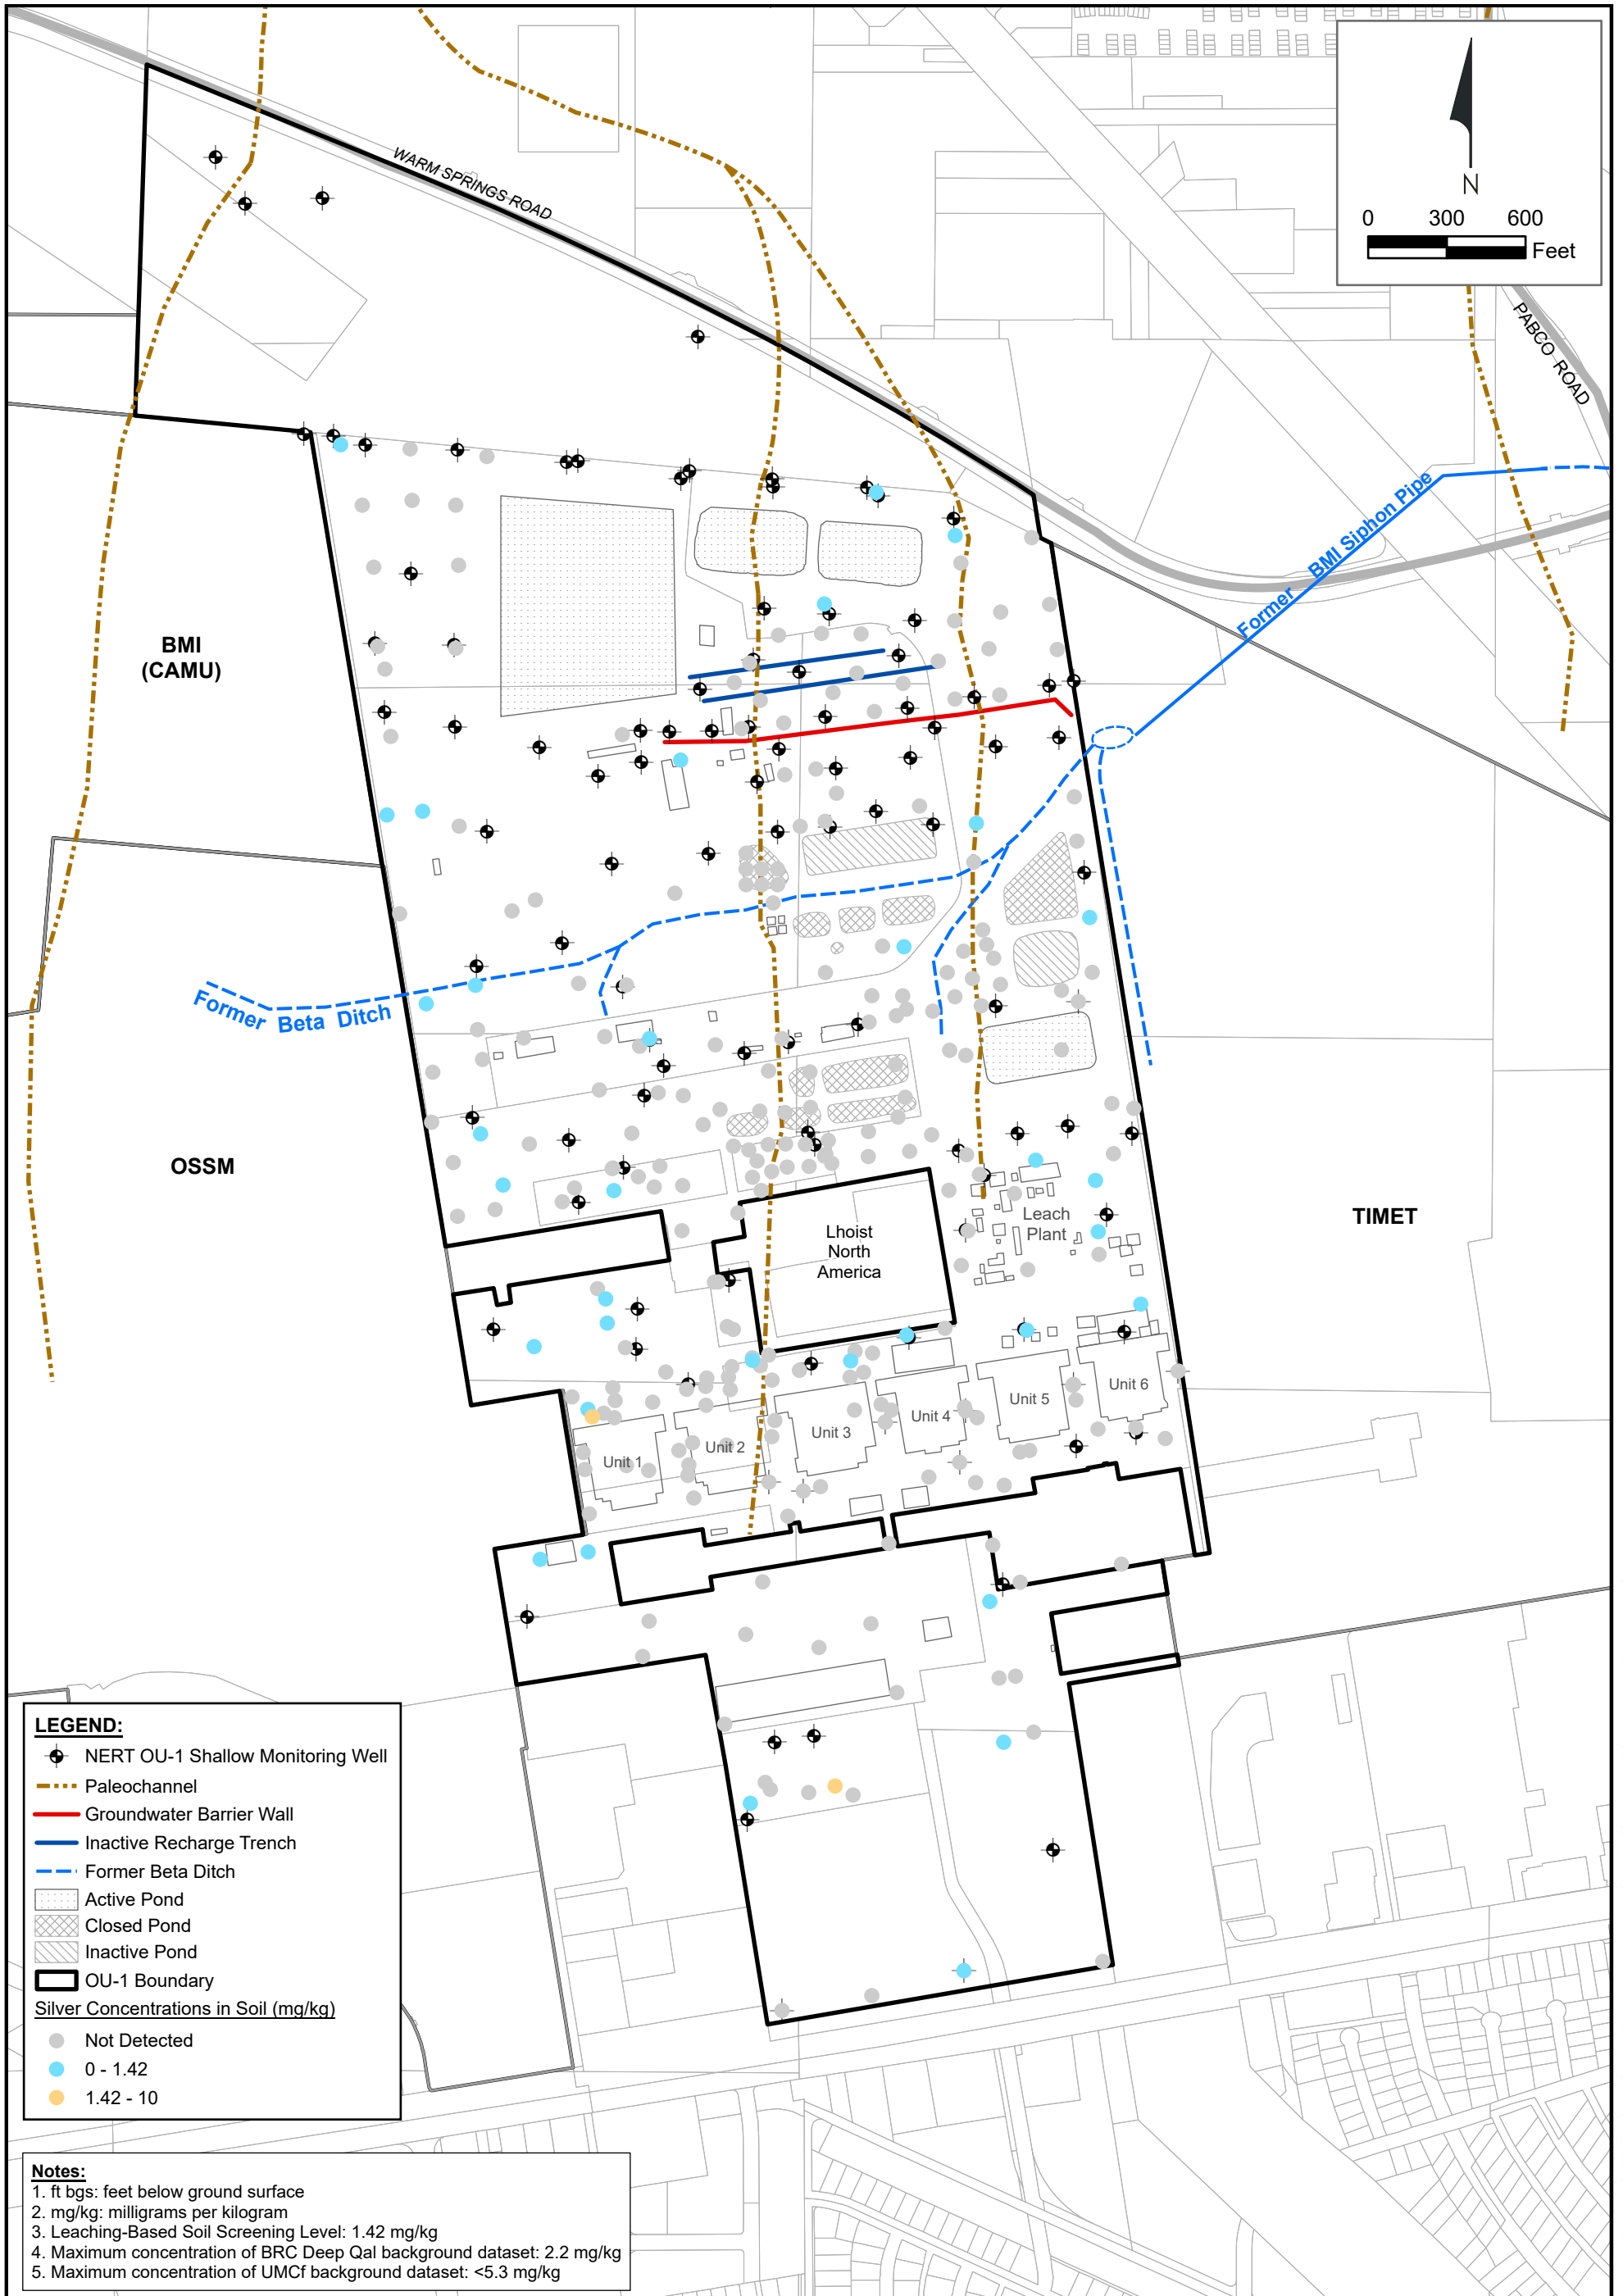 WARM SPRINGS ROAD
N
0 300 600
Feet
PABCO ROAD
Former BMI Siphon Pipe
BMI
(CAMU)
Former Beta Ditch
OSSM
TIMET
Lhoist
North
America
Leach
Plant
Unit 1
Unit 2
Unit 3
Unit 4
Unit 5
Unit 6
LEGEND:
NERT OU-1 Shallow Monitoring Well
Paleochannel
Groundwater Barrier Wall
Inactive Recharge Trench
Former Beta Ditch
Active Pond
Closed Pond
Inactive Pond
OU-1 Boundary
Silver Concentrations in Soil (mg/kg)
Not Detected
0 - 1.42
1.42 - 10
Notes:
1. ft bgs: feet below ground surface
2. mg/kg: milligrams per kilogram
3. Leaching-Based Soil Screening Level: 1.42 mg/kg
4. Maximum concentration of BRC Deep Qal background dataset: 2.2 mg/kg
5. Maximum concentration of UMCf background dataset: <5.3 mg/kg